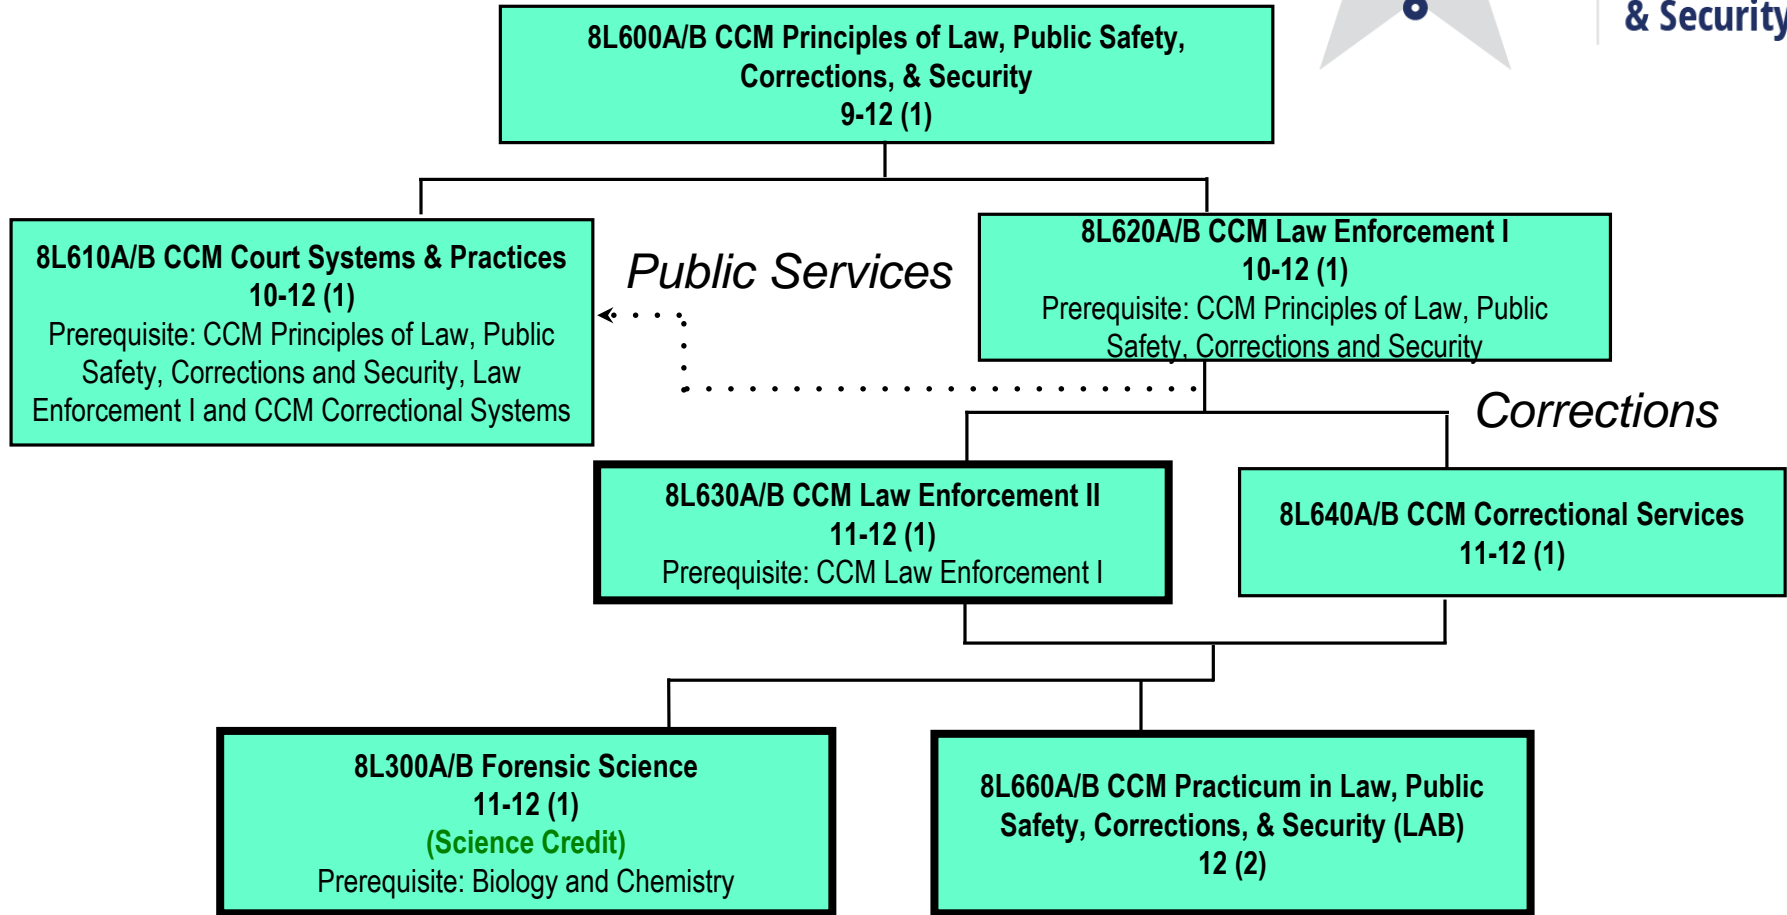 & Security
8L600A/B CCM Principles of Law, Public Safety,
Corrections, & Security
9-12 (1)
8L610A/B CCM Court Systems & Practices
10-12 (1)
Prerequisite: CCM Principles of Law, Public
Safety, Corrections and Security, Law
Enforcement I and CCM Correctional Systems
Public Services
8L620A/B CCM Law Enforcement I
10-12 (1)
Prerequisite: CCM Principles of Law, Public
Safety, Corrections and Security
Corrections
8L630A/B CCM Law Enforcement II
11-12 (1)
Prerequisite: CCM Law Enforcement I
8L640A/B CCM Correctional Services
11-12 (1)
8L300A/B Forensic Science
11-12 (1)
(Science Credit)
Prerequisite: Biology and Chemistry
8L660A/B CCM Practicum in Law, Public
Safety, Corrections, & Security (LAB)
12 (2)